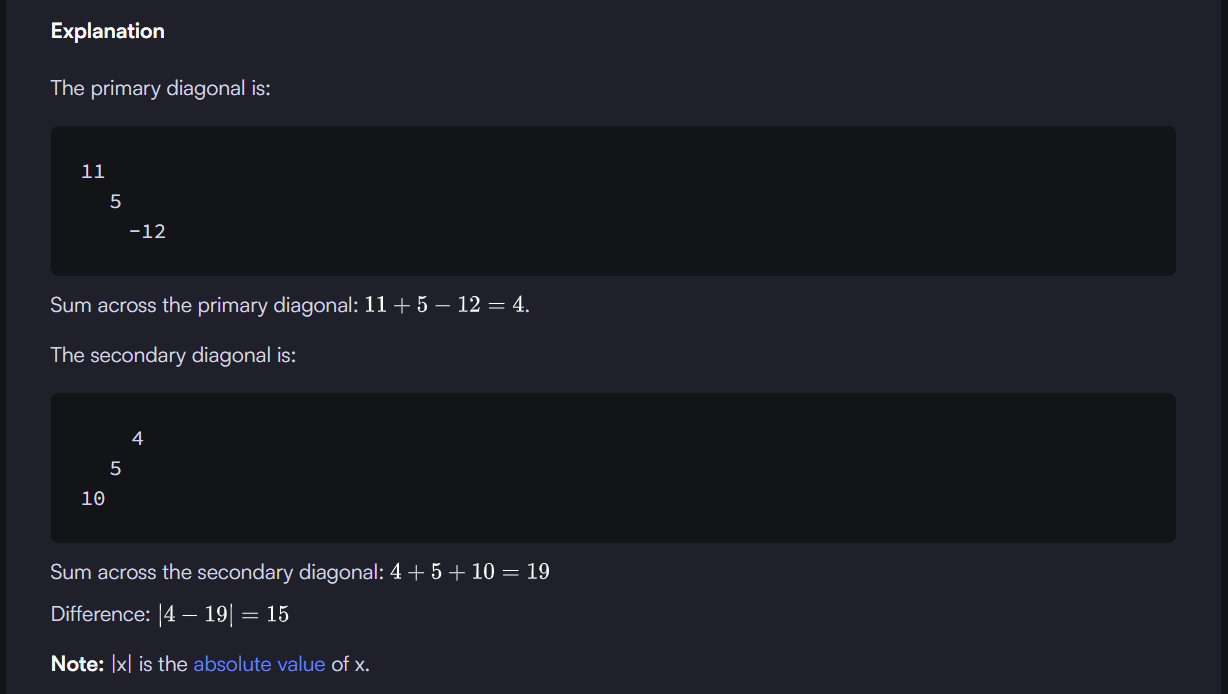 Explanation
The primary diagonal is:
11
5
-12
Sum across the primary diagonal: 11 + 5 − 12 = 4.
The secondary diagonal is:
4
5
10
Sum across the secondary diagonal: 4 + 5 + 10 = 19
Difference: |4 − 19| = 15
Note: |x| is the absolute value of x.